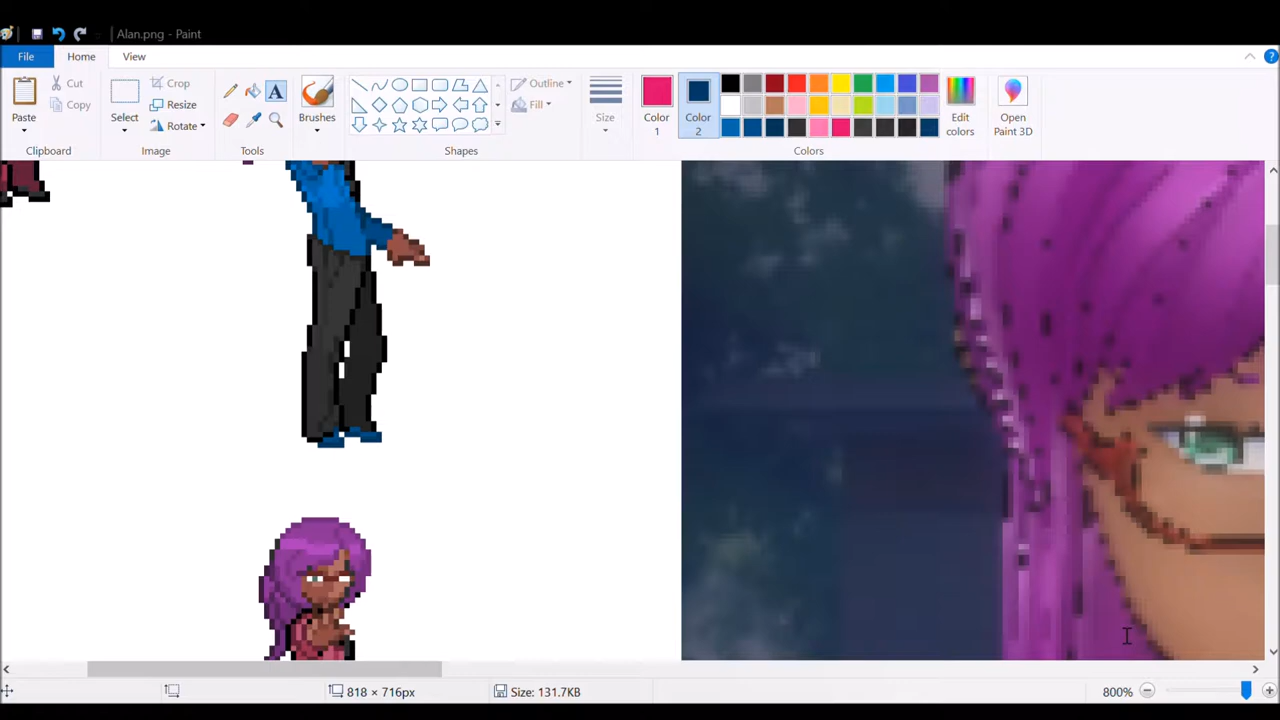 Alan.png - Paint
File Home View
Paste
Cut
Copy
Clipboard
Select
Crop
Resize
Rotate
Image
A
Tools
Brushes
Outline
Fill
Shapes
Size
Color 1
Color 2
Edit colors
Open Paint 3D
Colors
818 × 716px
Size: 131.7KB
800%